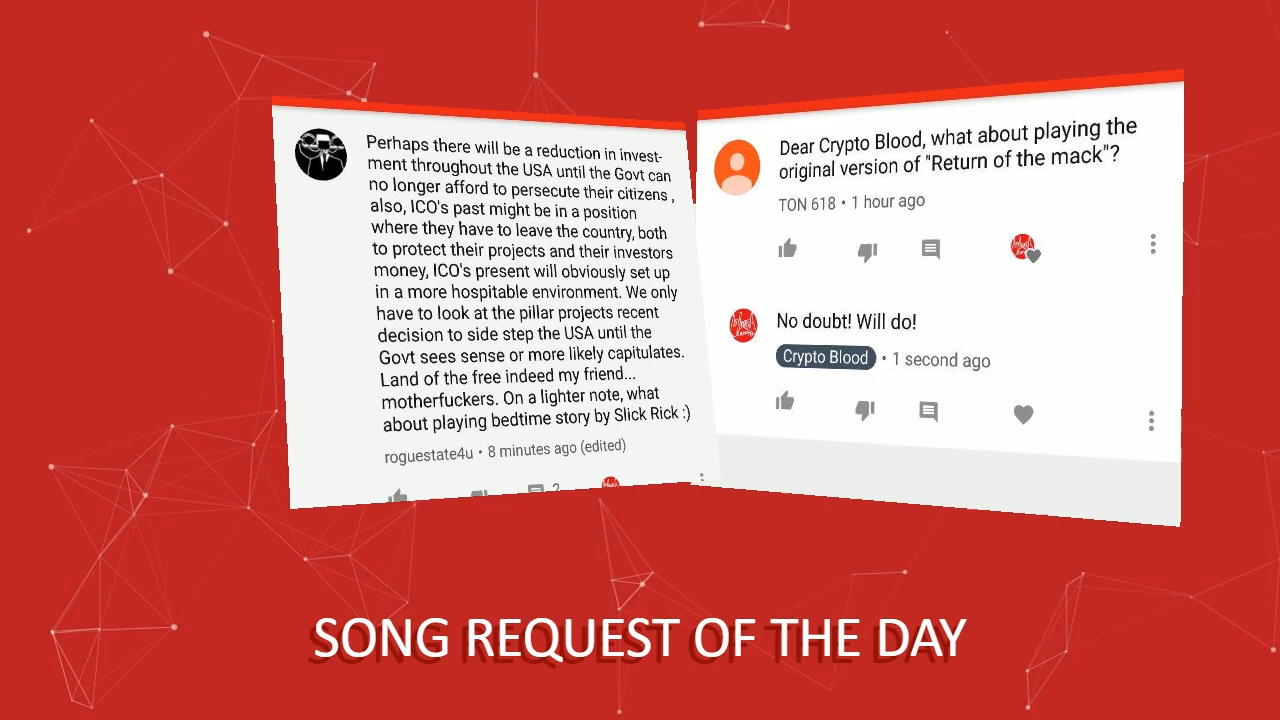 Perhaps there will be a reduction in invest-
ment throughout the USA until the Govt can
no longer afford to persecute their citizens ,
also, ICO's past might be in a position
where they have to leave the country, both
to protect their projects and their investors
money, ICO's present will obviously set up
in a more hospitable environment. We only
have to look at the pillar projects recent
decision to side step the USA until the
Govt sees sense or more likely capitulates.
Land of the free indeed my friend...
motherfuckers. On a lighter note, what
about playing bedtime story by Slick Rick :)
roguestate4u • 8 minutes ago (edited)
2
Dear Crypto Blood, what about playing the
original version of "Return of the mack"?
TON 618 • 1 hour ago
No doubt! Will do!
Crypto Blood • 1 second ago
SONG REQUEST OF THE DAY